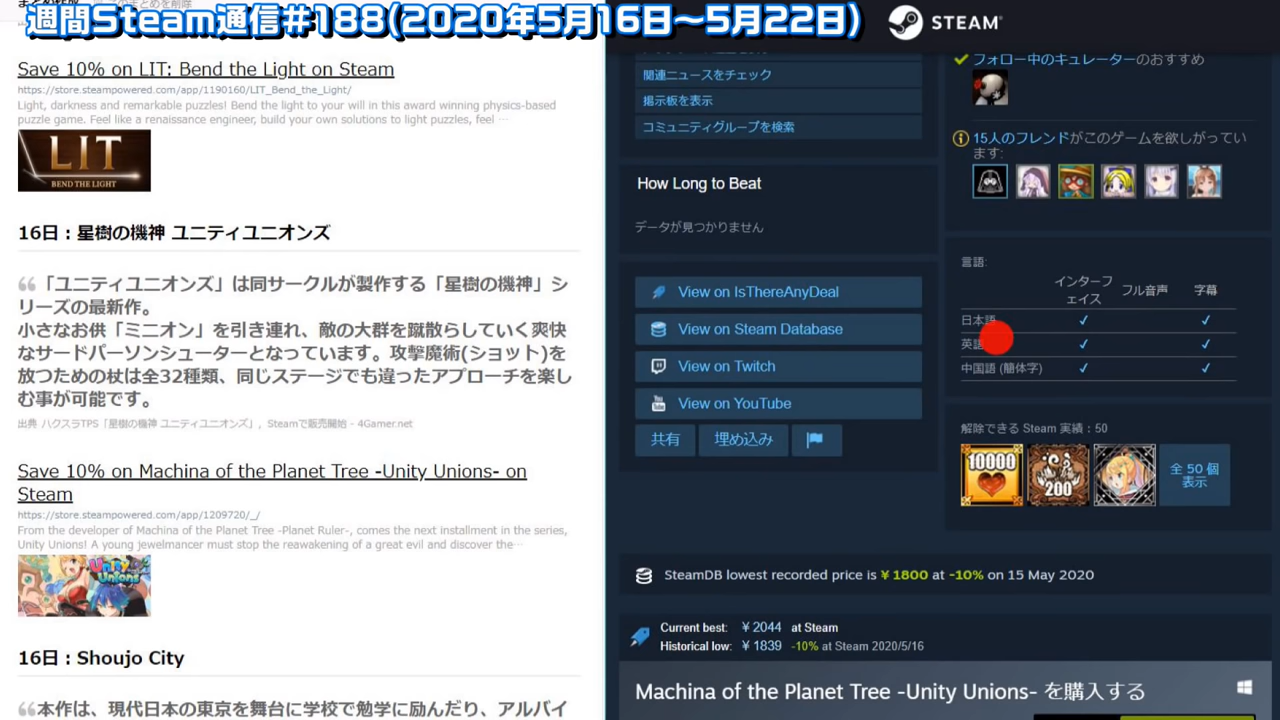 週間Steam通信#188(2020年5月16日～5月22日)
STEAM®
Save 10% on LIT: Bend the Light on Steam
https://store.steampowered.com/app/1190160/LIT_Bend_the_Light/
Light, darkness and remarkable puzzles! Bend the light to your will in this award winning physics-based
puzzle game. Feel like a renaissance engineer, build your own solutions to light puzzles, feel …
LIT
BEND THE LIGHT
16日：星樹の機神 ユニティユニオンズ
「ユニティユニオンズ」は同サークルが製作する「星樹の機神」シ
リーズの最新作。
小さなお供「ミニオン」を引き連れ、敵の大群を蹴散らしていく爽快
なサードパーソンシューターとなっています。攻撃魔術(ショット)を
放つための杖は全32種類、同じステージでも違ったアプローチを楽し
む事が可能です。
出典 ハクスラTPS「星樹の機神 ユニティユニオンズ」, Steamで販売開始 - 4Gamer.net
Save 10% on Machina of the Planet Tree -Unity Unions- on
Steam
https://store.steampowered.com/app/1209720/_/
From the developer of Machina of the Planet Tree -Planet Ruler-, comes the next installment in the series,
Unity Unions! A young jewelmancer must stop the reawakening of a great evil and discover the…
Unity
Unions
16日：Shoujo City
本作は、現代日本の東京を舞台に学校で勉学に励んだり、アルバイ
関連ニュースをチェック
掲示板を表示
コミュニティグループを検索
How Long to Beat
データが見つかりません
View on IsThereAnyDeal
View on Steam Database
View on Twitch
View on YouTube
共有
埋め込み
フォロー中のキュレーターのおすすめ
15人のフレンドがこのゲームを欲しがってい
ます:
言語:
インターフ
ェイス
フル音声
字幕
日本語
英語
中国語 (簡体字)
解除できる Steam 実績：50
10000
200
全 50 個
表示
SteamDB lowest recorded price is ¥ 1800 at -10% on 15 May 2020
Current best: ¥ 2044 at Steam
Historical low: ¥ 1839 -10% at Steam 2020/5/16
Machina of the Planet Tree -Unity Unions- を購入する